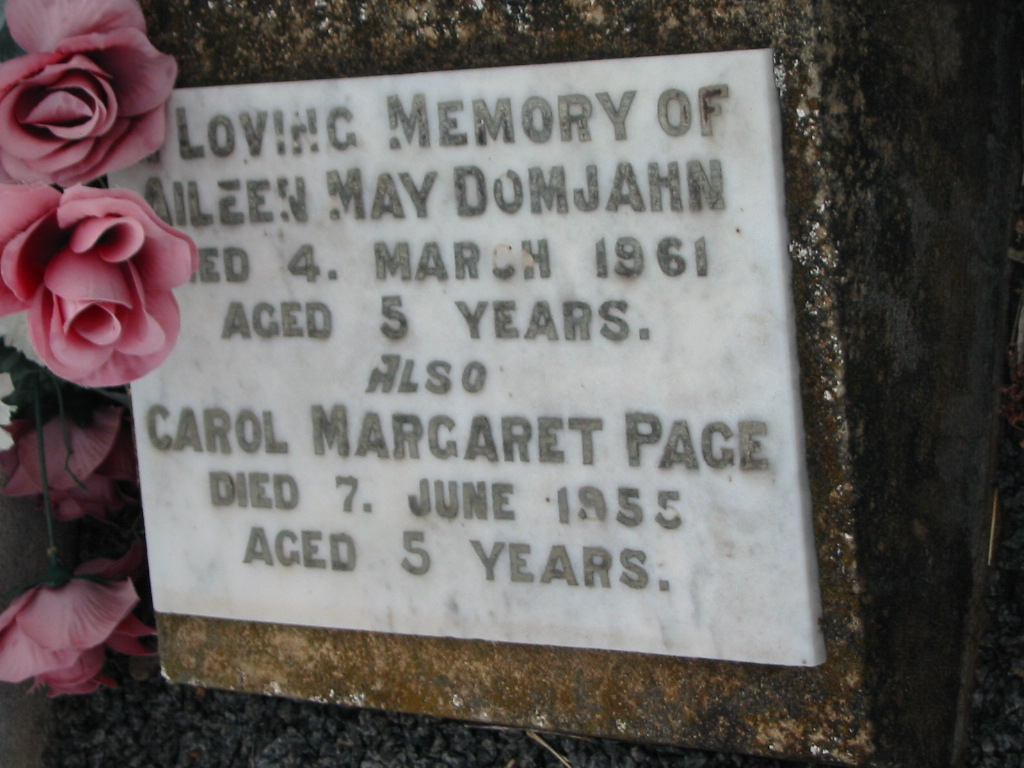 LOVING MEMORY OF
AILEEN MAY DOMJAHN
DIED 4. MARCH 1961
AGED 5 YEARS.
ALSO
CAROL MARGARET PAGE
DIED 7. JUNE 1955
AGED 5 YEARS.